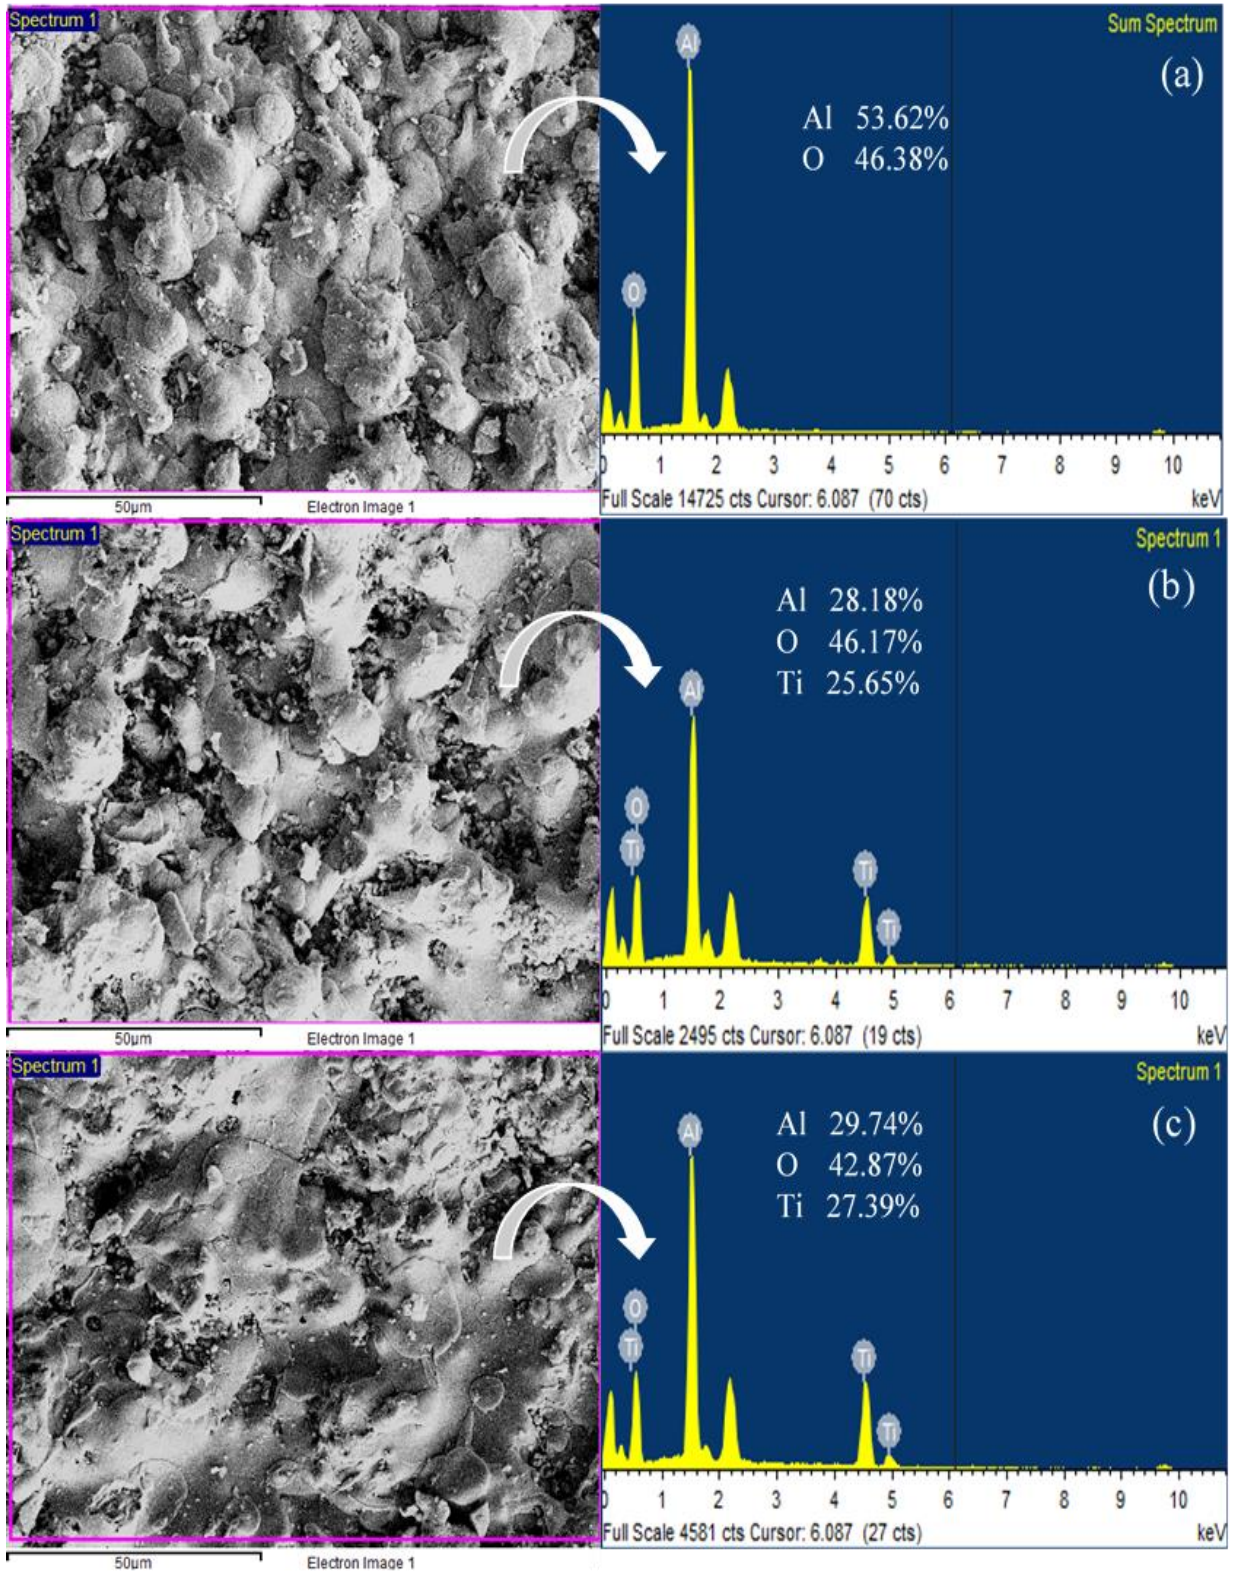 Spectrum 1
Sum Spectrum
(a)
Al
Al 53.62%
O 46.38%
O
0 1 2 3 4 5 6 7 8 9 10
Full Scale 14725 cts Cursor: 6.087 (70 cts) keV
50µm Electron Image 1
Spectrum 1
Spectrum 1
(b)
Al 28.18%
O 46.17%
Ti 25.65%
Al
O
Ti
Ti
Ti
0 1 2 3 4 5 6 7 8 9 10
Full Scale 2495 cts Cursor: 6.087 (19 cts) keV
50µm Electron Image 1
Spectrum 1
Spectrum 1
(c)
Al
Al 29.74%
O 42.87%
Ti 27.39%
O
Ti
Ti
Ti
0 1 2 3 4 5 6 7 8 9 10
Full Scale 4581 cts Cursor: 6.087 (27 cts) keV
50µm Electron Image 1